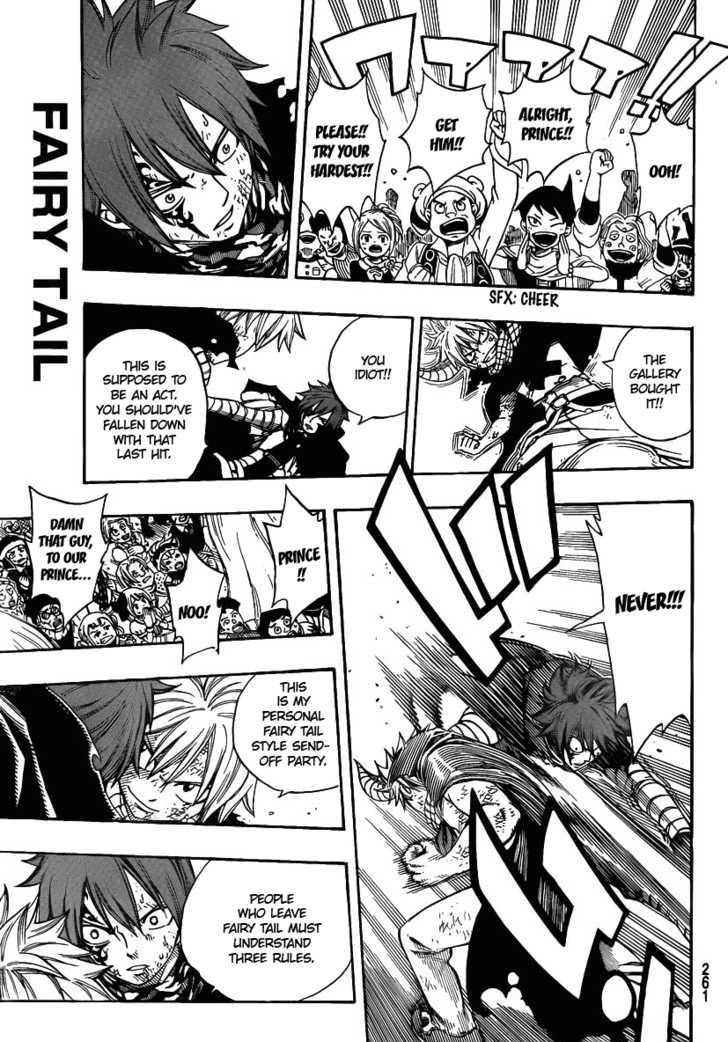 FAIRY TAIL
OOH!
ALRIGHT,
PRINCE!!
GET
HIM!!
PLEASE!!
TRY YOUR
HARDEST!!
SFX: CHEER
THE
GALLERY
BOUGHT
IT!!
YOU
IDIOT!!
THIS IS
SUPPOSED TO
BE AN ACT.
YOU SHOULD'VE
FALLEN DOWN
WITH THAT
LAST HIT.
NEVER!!!
PRINCE
!!
NOO!
DAMN
THAT GUY,
TO OUR
PRINCE...
THIS
IS MY
PERSONAL
FAIRY TAIL
STYLE SEND-
OFF PARTY.
PEOPLE
WHO LEAVE
FAIRY TAIL MUST
UNDERSTAND
THREE RULES.
261